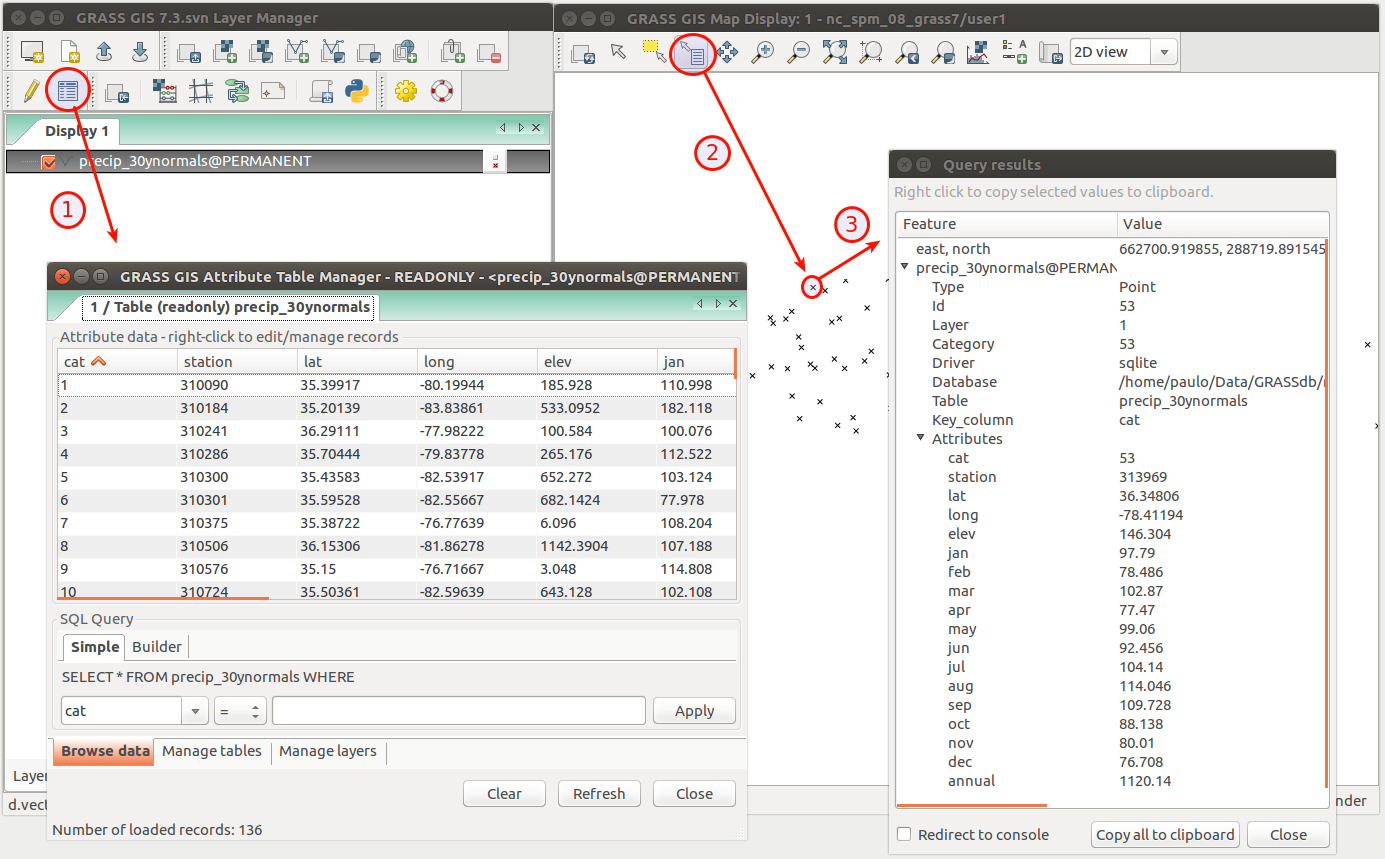 GRASS GIS 7.3.svn Layer Manager
GRASS GIS Map Display: 1 - nc_spm_08_grass7/user1
2D view
Display 1
precip_30ynormals@PERMANENT
1
2
3
GRASS GIS Attribute Table Manager - READONLY - <precip_30ynormals@PERMANENT
1 / Table (readonly) precip_30ynormals
Attribute data - right-click to edit/manage records
cat station lat long elev jan
1 310090 35.39917 -80.19944 185.928 110.998
2 310184 35.20139 -83.83861 533.0952 182.118
3 310241 36.29111 -77.98222 100.584 100.076
4 310286 35.70444 -79.83778 265.176 112.522
5 310300 35.43583 -82.53917 652.272 103.124
6 310301 35.59528 -82.55667 682.1424 77.978
7 310375 35.38722 -76.77639 6.096 108.204
8 310506 36.15306 -81.86278 1142.3904 107.188
9 310576 35.15 -76.71667 3.048 114.808
10 310724 35.50361 -82.59639 643.128 102.108
SQL Query
Simple Builder
SELECT * FROM precip_30ynormals WHERE
cat = Apply
Browse data Manage tables Manage layers
Clear Refresh Close
Number of loaded records: 136
Layer
d.vect
nder
Query results
Right click to copy selected values to clipboard.
Feature Value
east, north 662700.919855, 288719.891545
precip_30ynormals@PERMAN
Type Point
Id 53
Layer 1
Category 53
Driver sqlite
Database /home/paulo/Data/GRASSdb/
Table precip_30ynormals
Key_column cat
Attributes
cat 53
station 313969
lat 36.34806
long -78.41194
elev 146.304
jan 97.79
feb 78.486
mar 102.87
apr 77.47
may 99.06
jun 92.456
jul 104.14
aug 114.046
sep 109.728
oct 88.138
nov 80.01
dec 76.708
annual 1120.14
Redirect to console Copy all to clipboard Close